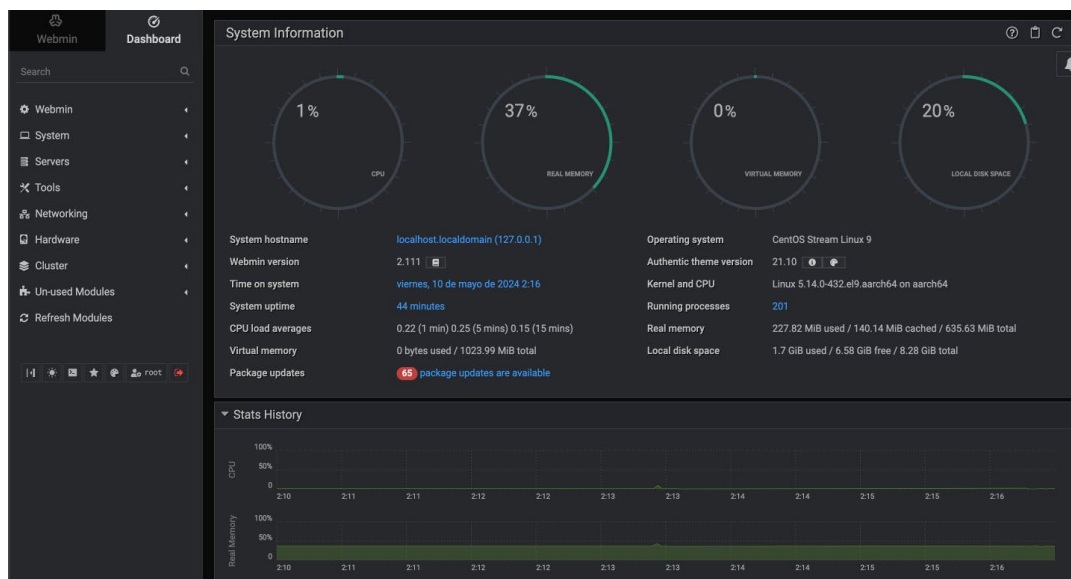 Webmin
Dashboard
Search
Webmin
System
Servers
Tools
Networking
Hardware
Cluster
Un-used Modules
Refresh Modules
root
System Information
1%
CPU
37%
REAL MEMORY
0%
VIRTUAL MEMORY
20%
LOCAL DISK SPACE
System hostname localhost.localdomain (127.0.0.1) Operating system CentOS Stream Linux 9
Webmin version 2.111 Authentic theme version 21.10
Time on system viernes, 10 de mayo de 2024 2:16 Kernel and CPU Linux 5.14.0-432.el9.aarch64 on aarch64
System uptime 44 minutes Running processes 201
CPU load averages 0.22 (1 min) 0.25 (5 mins) 0.15 (15 mins) Real memory 227.82 MiB used / 140.14 MiB cached / 635.63 MiB total
Virtual memory 0 bytes used / 1023.99 MiB total Local disk space 1.7 GiB used / 6.58 GiB free / 8.28 GiB total
Package updates 65 package updates are available
Stats History
CPU
100%
50%
0
2:10 2:11 2:11 2:12 2:12 2:13 2:13 2:14 2:14 2:15 2:15 2:16
Real Memory
100%
50%
0
2:10 2:11 2:11 2:12 2:12 2:13 2:13 2:14 2:14 2:15 2:15 2:16